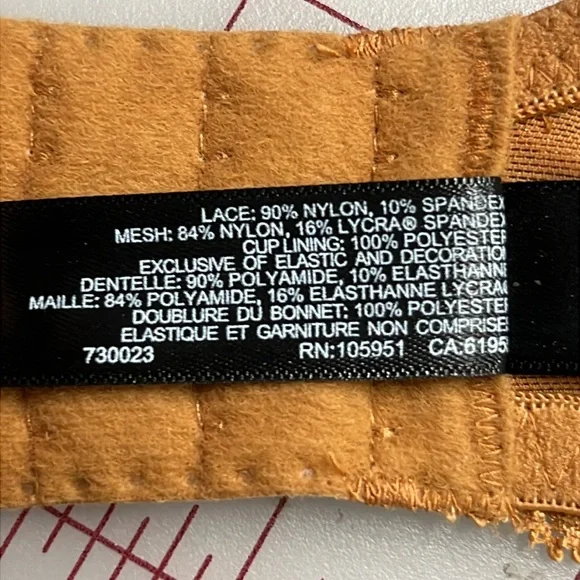 LACE: 90% NYLON, 10% SPANDEX
MESH: 84% NYLON, 16% LYCRA® SPANDEX
CUP LINING: 100% POLYESTER
EXCLUSIVE OF ELASTIC AND DECORATION
DENTELLE: 90% POLYAMIDE, 10% ELASTHANNE
MAILLE: 84% POLYAMIDE, 16% ELASTHANNE LYCRA
DOUBLURE DU BONNET: 100% POLYESTER
ELASTIQUE ET GARNITURE NON COMPRISE
730023 RN:105951 CA:6195